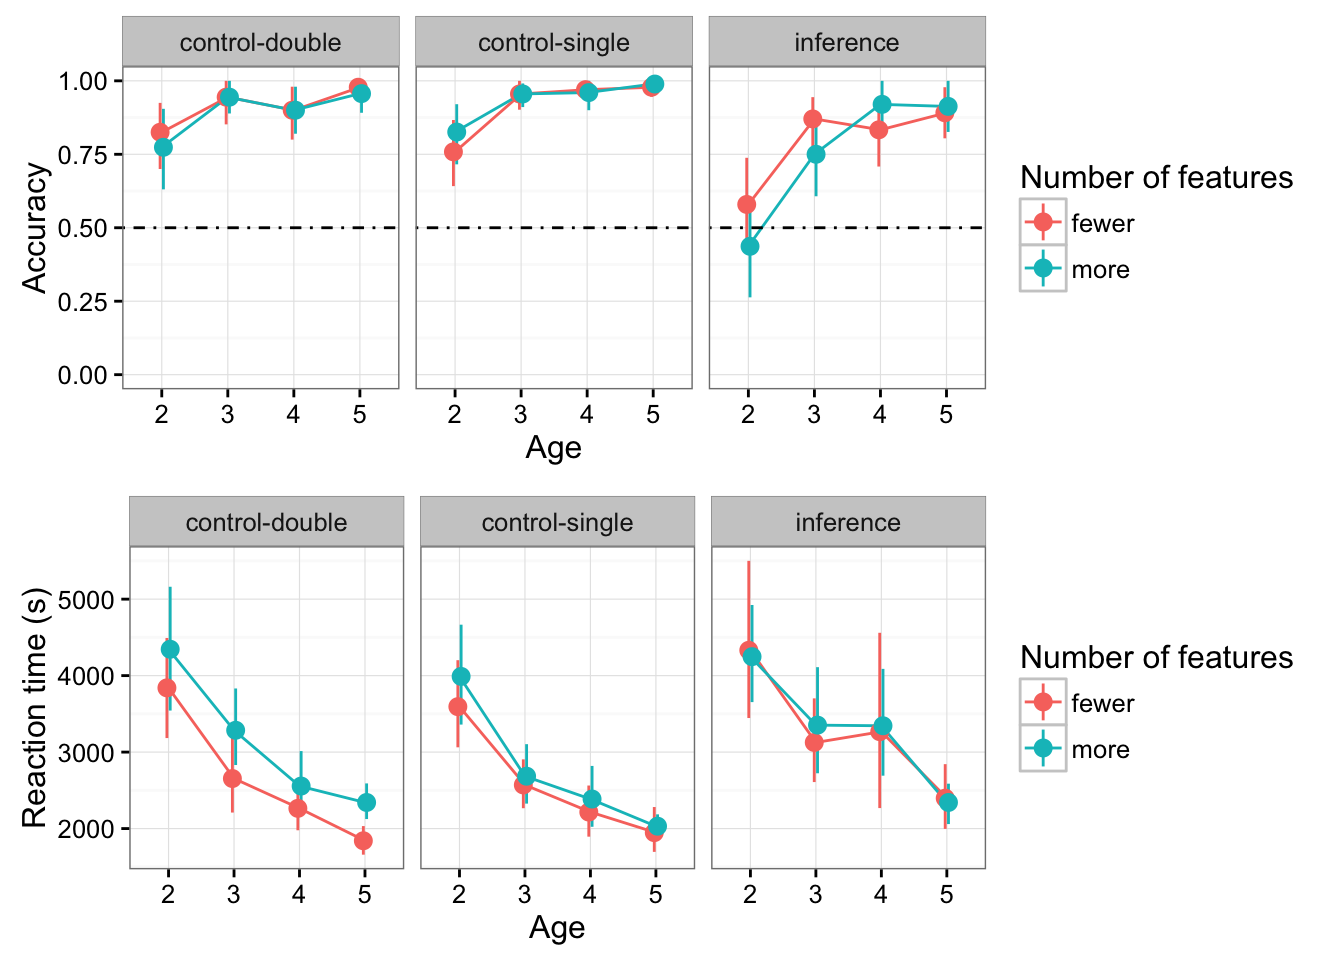 control-double control-single inference
1.00
0.75
0.50
0.25
0.00
Accuracy
2 3 4 5 2 3 4 5 2 3 4 5
Age
Number of features
fewer
more
control-double control-single inference
5000
4000
3000
2000
Reaction time (s)
2 3 4 5 2 3 4 5 2 3 4 5
Age
Number of features
fewer
more